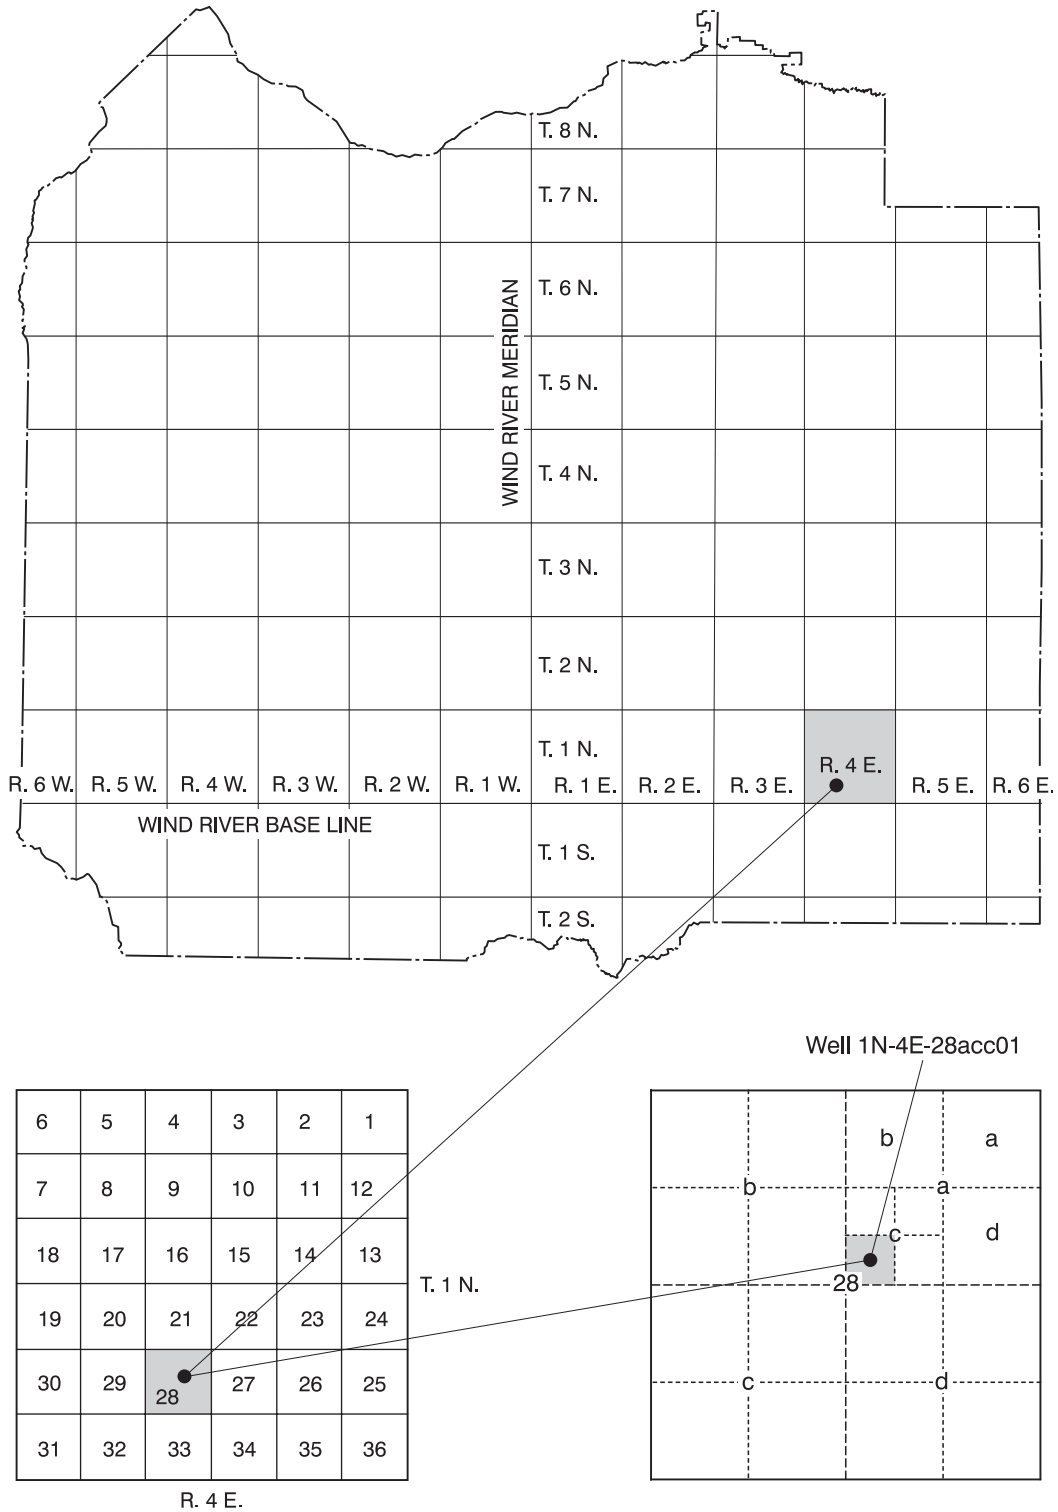 T. 8 N.
T. 7 N.
T. 6 N.
WIND RIVER MERIDIAN
T. 5 N.
T. 4 N.
T. 3 N.
T. 2 N.
T. 1 N.
R. 4 E.
R. 6 W. R. 5 W. R. 4 W. R. 3 W. R. 2 W. R. 1 W. R. 1 E. R. 2 E. R. 3 E. R. 5 E. R. 6 E.
WIND RIVER BASE LINE
T. 1 S.
T. 2 S.
Well 1N-4E-28acc01
6 5 4 3 2 1
7 8 9 10 11 12
18 17 16 15 14 13
T. 1 N.
19 20 21 22 23 24
30 29 28 27 26 25
31 32 33 34 35 36
R. 4 E.
b a
b a
c d
28
c d